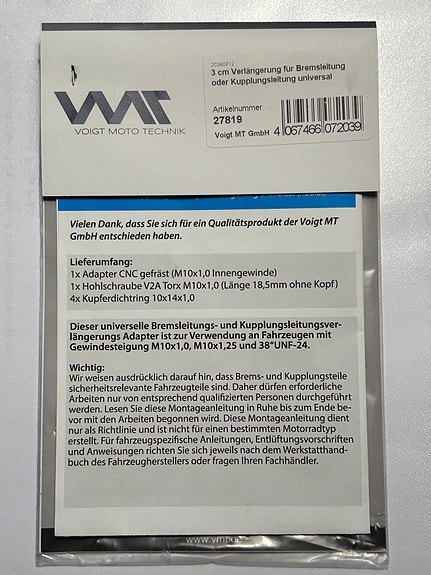 20240912
3 cm Verlängerung für Bremsleitung
oder Kupplungsleitung universal
Artikelnummer
27819
Voigt MT GmbH
4 067466 072039
VMT
VOIGT MOTO TECHNIK
Vielen Dank, dass Sie sich für ein Qualitätsprodukt der Voigt MT
GmbH entschieden haben.
Lieferumfang:
1x Adapter CNC gefräst (M10x1,0 Innengewinde)
1x Hohlschraube V2A Torx M10x1,0 (Länge 18,5mm ohne Kopf)
4x Kupferdichtring 10x14x1,0
Dieser universelle Bremsleitungs- und Kupplungsleitungsver-
längerungs Adapter ist zur Verwendung an Fahrzeugen mit
Gewindesteigung M10x1,0, M10x1,25 und 38“UNF-24.
Wichtig:
Wir weisen ausdrücklich darauf hin, dass Brems- und Kupplungsteile
sicherheitsrelevante Fahrzeugteile sind. Daher dürfen erforderliche
Arbeiten nur von entsprechend qualifizierten Personen durchgeführt
werden. Lesen Sie diese Montageanleitung in Ruhe bis zum Ende be-
vor mit den Arbeiten begonnen wird. Diese Montageanleitung dient
nur als Richtlinie und ist nicht für einen bestimmten Motorradtyp
erstellt. Für fahrzeugspezifische Anleitungen, Entlüftungsvorschriften
und Anweisungen richten Sie sich jeweils nach dem Werkstatthand-
buch des Fahrzeugherstellers oder fragen Ihren Fachhändler.